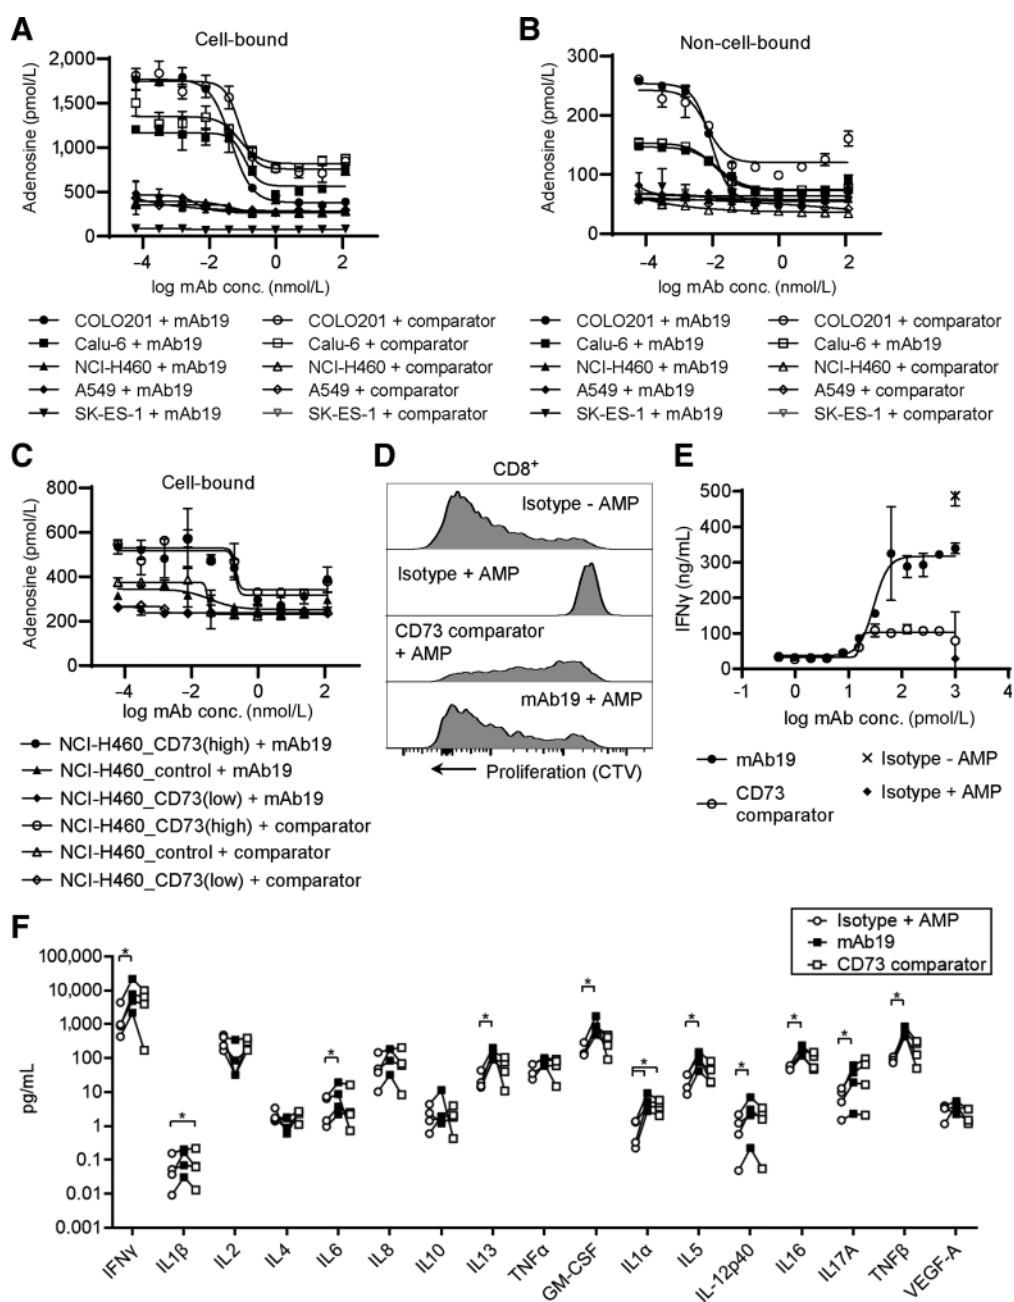 A
Cell-bound
Adenosine (pmol/L)
2,000
1,500
1,000
500
0
−4 −2 0 2
log mAb conc. (nmol/L)
COLO201 + mAb19
Calu-6 + mAb19
NCI-H460 + mAb19
A549 + mAb19
SK-ES-1 + mAb19
COLO201 + comparator
Calu-6 + comparator
NCI-H460 + comparator
A549 + comparator
SK-ES-1 + comparator
B
Non-cell-bound
Adenosine (pmol/L)
300
200
100
0
−4 −2 0 2
log mAb conc. (nmol/L)
COLO201 + mAb19
Calu-6 + mAb19
NCI-H460 + mAb19
A549 + mAb19
SK-ES-1 + mAb19
COLO201 + comparator
Calu-6 + mAb19
NCI-H460 + comparator
A549 + comparator
SK-ES-1 + comparator
C
Cell-bound
Adenosine (pmol/L)
800
600
400
200
0
−4 −2 0 2
log mAb conc. (nmol/L)
NCI-H460_CD73(high) + mAb19
NCI-H460_control + mAb19
NCI-H460_CD73(low) + mAb19
NCI-H460_CD73(high) + comparator
NCI-H460_control + comparator
NCI-H460_CD73(low) + comparator
D
CD8+
Isotype - AMP
Isotype + AMP
CD73 comparator
+ AMP
mAb19 + AMP
Proliferation (CTV)
E
IFNγ (ng/mL)
500
400
300
200
100
0
-1 0 1 2 3 4
log mAb conc. (pmol/L)
mAb19
CD73
comparator
Isotype - AMP
Isotype + AMP
F
Isotype + AMP
mAb19
CD73 comparator
pg/mL
100,000
10,000
1,000
100
10
1
0.1
0.01
0.001
* * * * * * * * * * *
IFNγ
IL1β
IL2
IL4
IL6
IL8
IL10
IL13
TNFα
GM-CSF
IL1α
IL5
IL-12p40
IL16
IL17A
TNFβ
VEGF-A